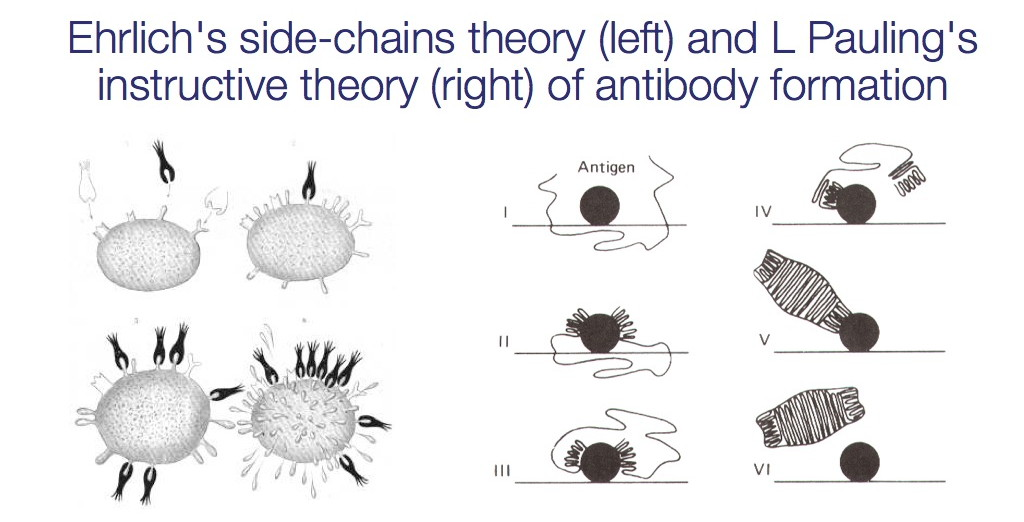 Ehrlich's side-chains theory (left) and L Pauling's
instructive theory (right) of antibody formation
Antigen
I
II
III
IV
V
VI